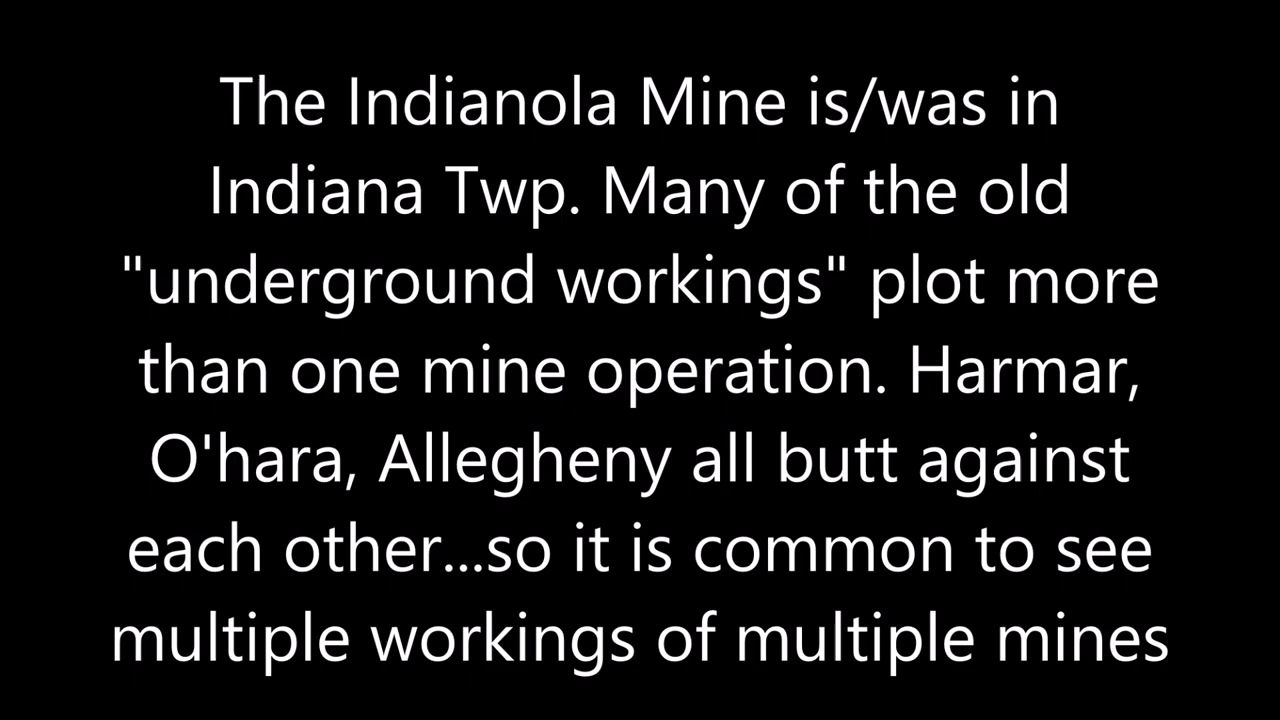 The Indianola Mine is/was in
Indiana Twp. Many of the old
"underground workings" plot more
than one mine operation. Harmar,
O'hara, Allegheny all butt against
each other...so it is common to see
multiple workings of multiple mines